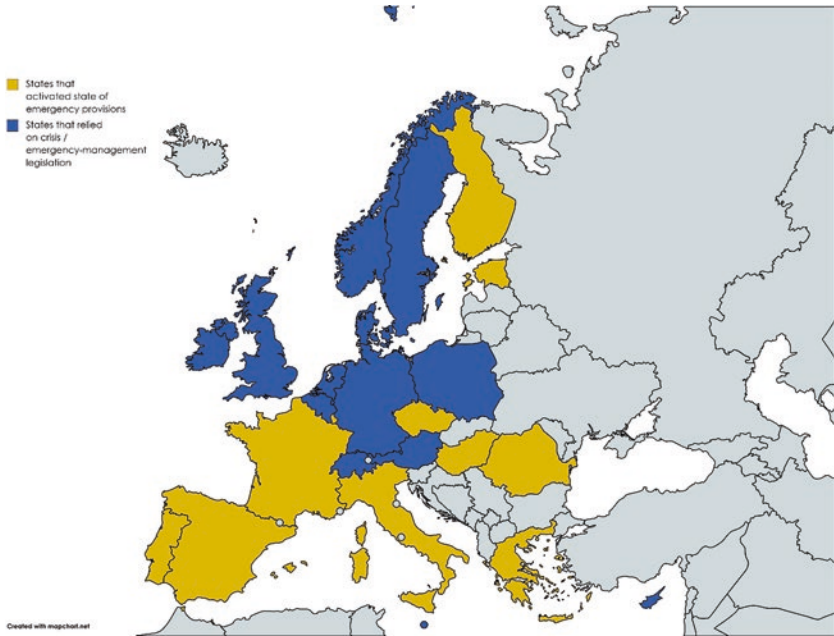 States that
activated state of
emergency provisions
States that relied
on crisis /
emergency-management
legislation
Created with mapchart.net